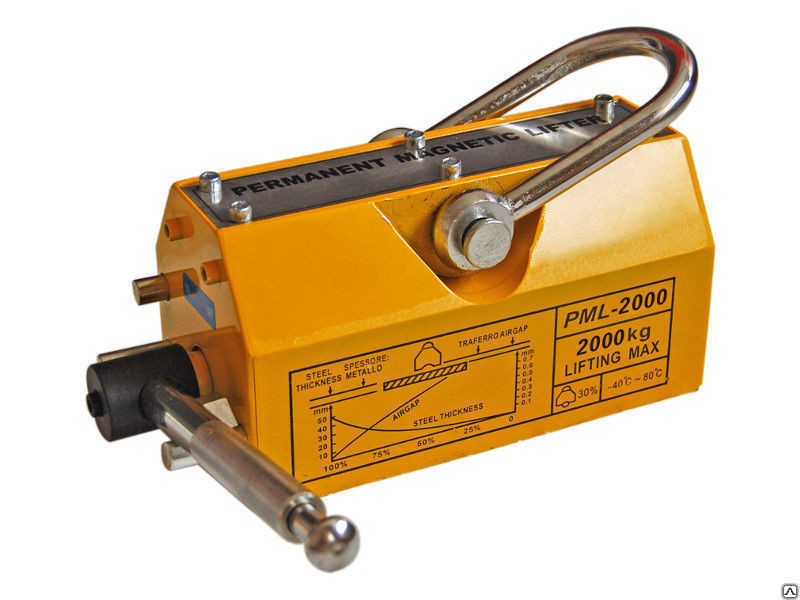 PERMANENT MAGNETIC LIFTER
PML-2000
2000kg
LIFTING MAX
30%
-40°C-80°C
STEEL SPESSORE:
THICKNESS METALLO
TRAFERRO AIRGAP
mm
0.7
0.6
0.5
0.4
0.3
0.2
0.1
mm
50
40
30
20
10
AIRGAP
STEEL THICKNESS
100% 75% 50% 25% 0